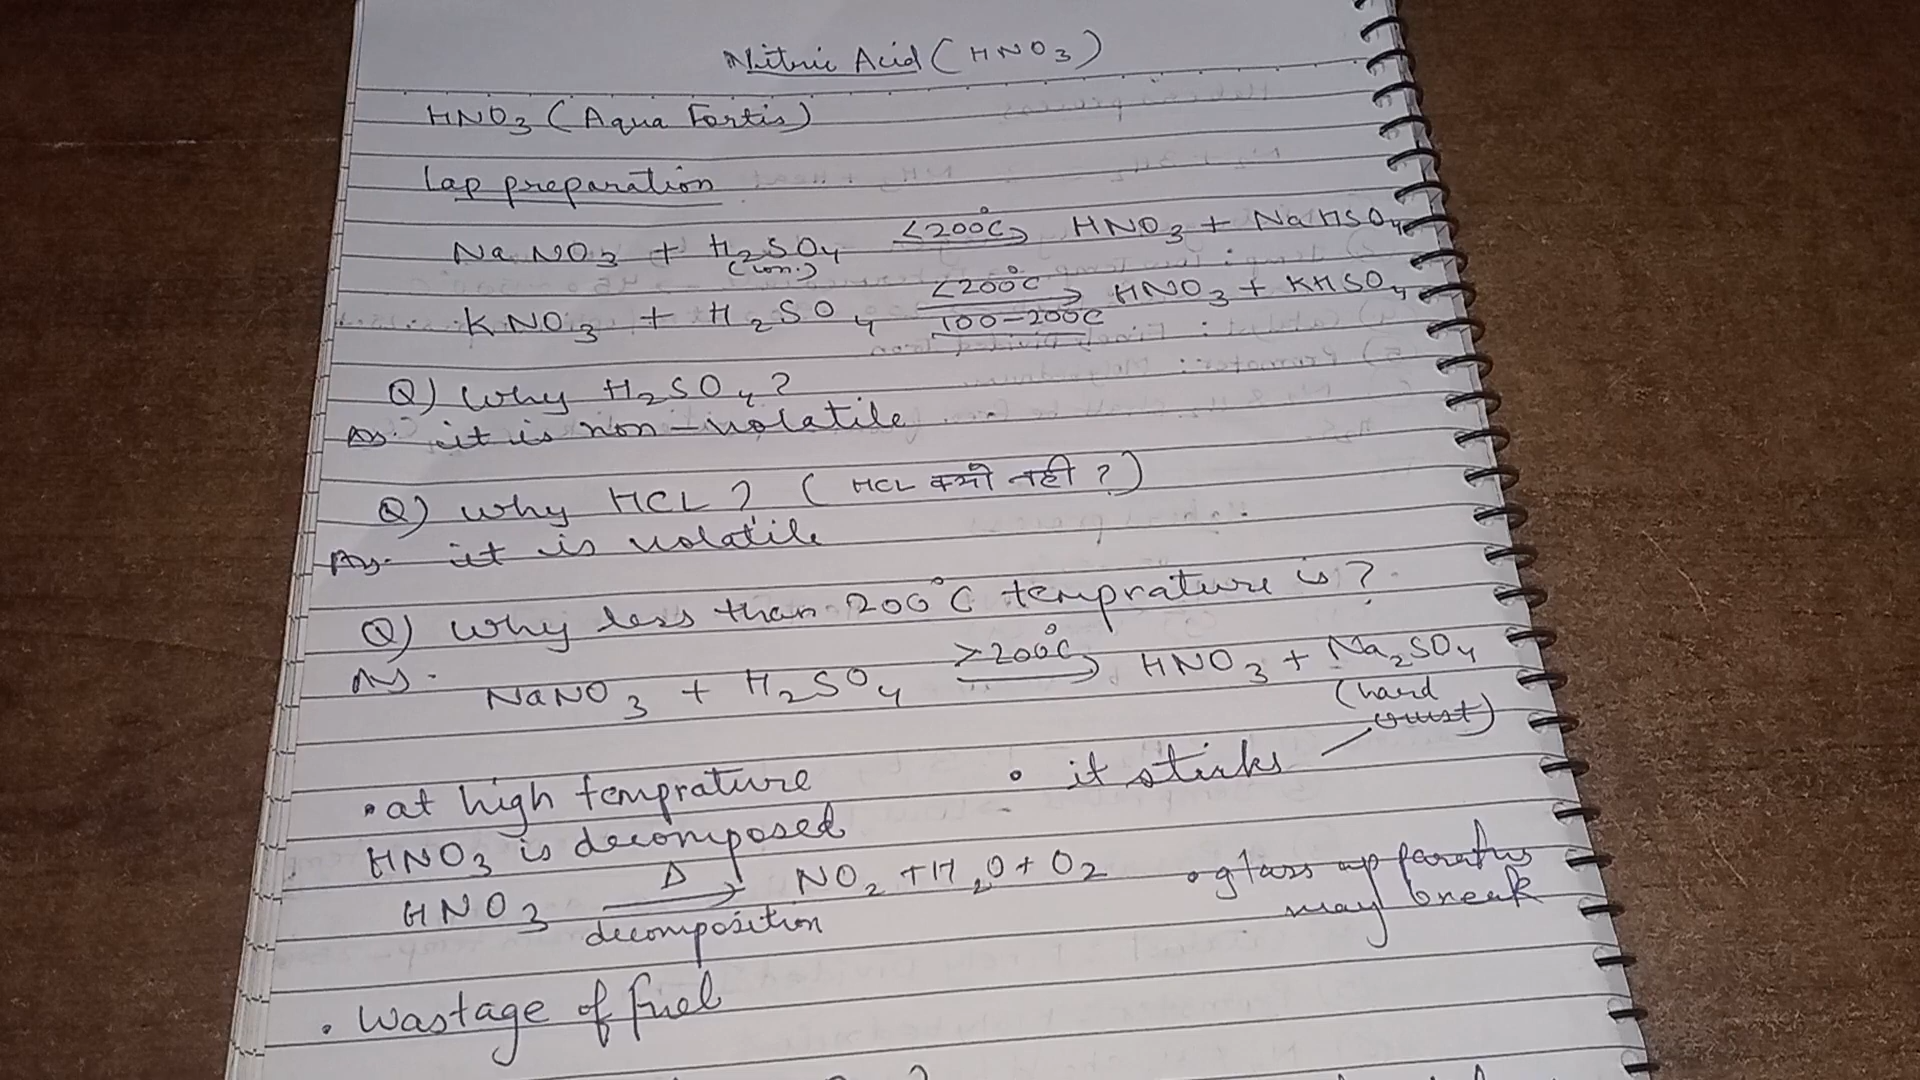 Nitric Acid (HNO3)
HNO3 (Aqua Fortis)
Lap preparation
NaNO3 + H2SO4 <200°C → HNO3 + NaHSO4
(con.)
KNO3 + H2SO4 <200°C → HNO3 + KHSO4
100-200C
Q) Why H2SO4?
As. it is non-volatile
Q) Why HCL? (HCL क्यों नहीं ?)
As. it is volatile
Q) Why less than 200°C temprature is?
As.
NaNO3 + H2SO4 >200°C → HNO3 + Na2SO4
(hard crust)
• at high temprature
HNO3 is decomposed
• it stinks
HNO3 Δ → NO2 + H2O + O2
decomposition
• glass apparatus
may break
• Wastage of fuel